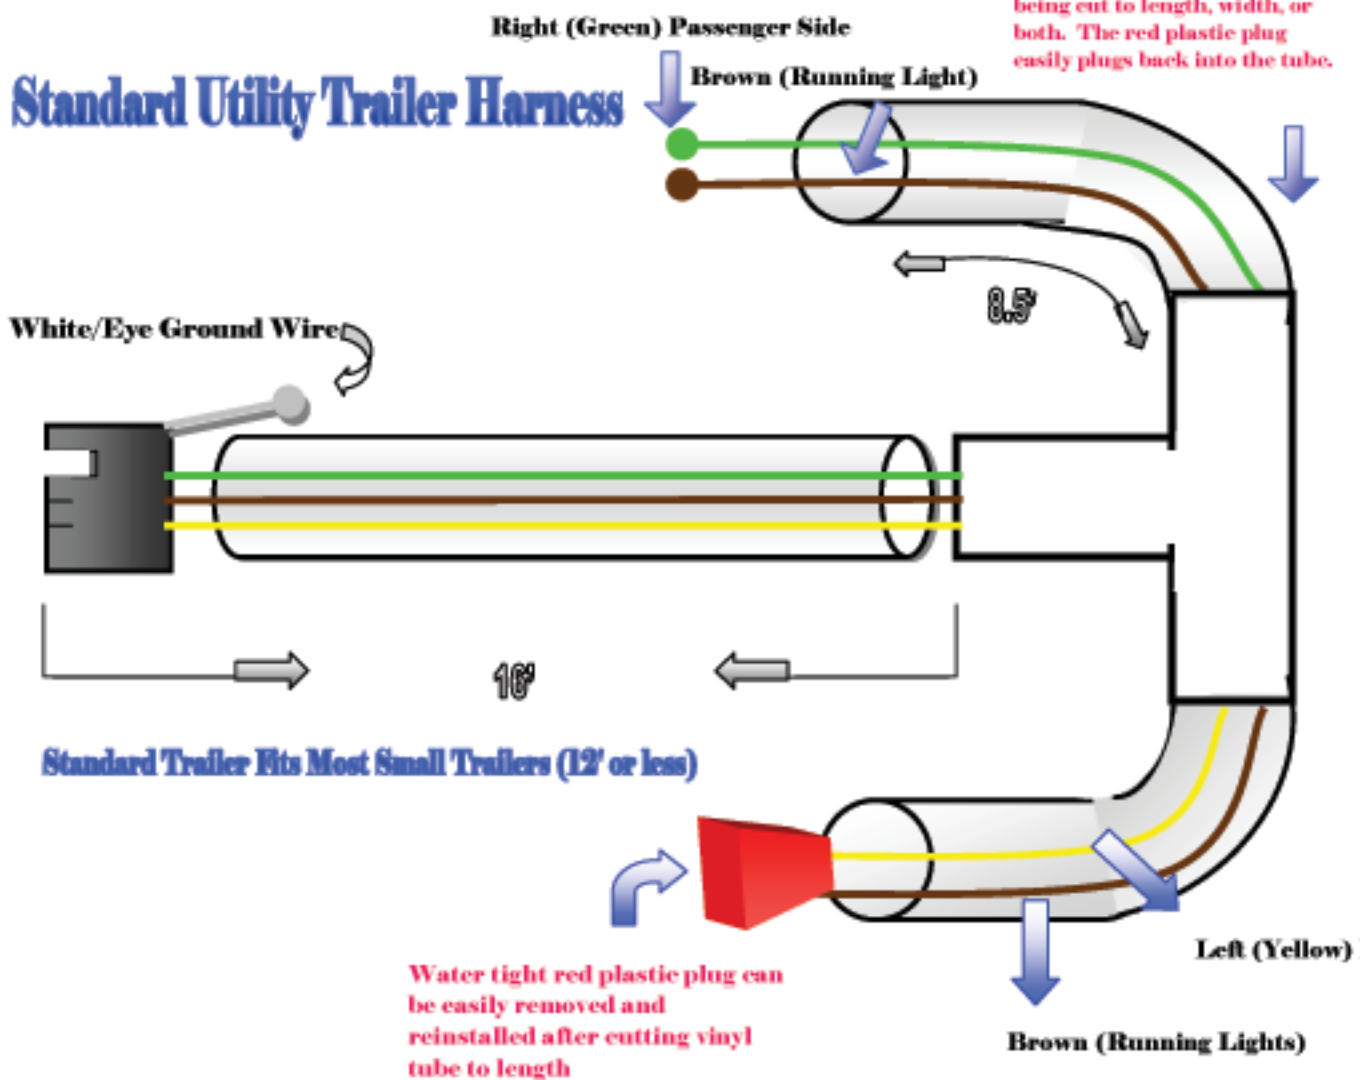 being cut to length, width, or
both. The red plastic plug
easily plugs back into the tube.
Right (Green) Passenger Side
Brown (Running Light)
Standard Utility Trailer Harness
8.5'
White/Eye Ground Wire
16'
Standard Trailer Fits Most Small Trailers (12' or less)
Left (Yellow)
Water tight red plastic plug can
be easily removed and
reinstalled after cutting vinyl
tube to length
Brown (Running Lights)